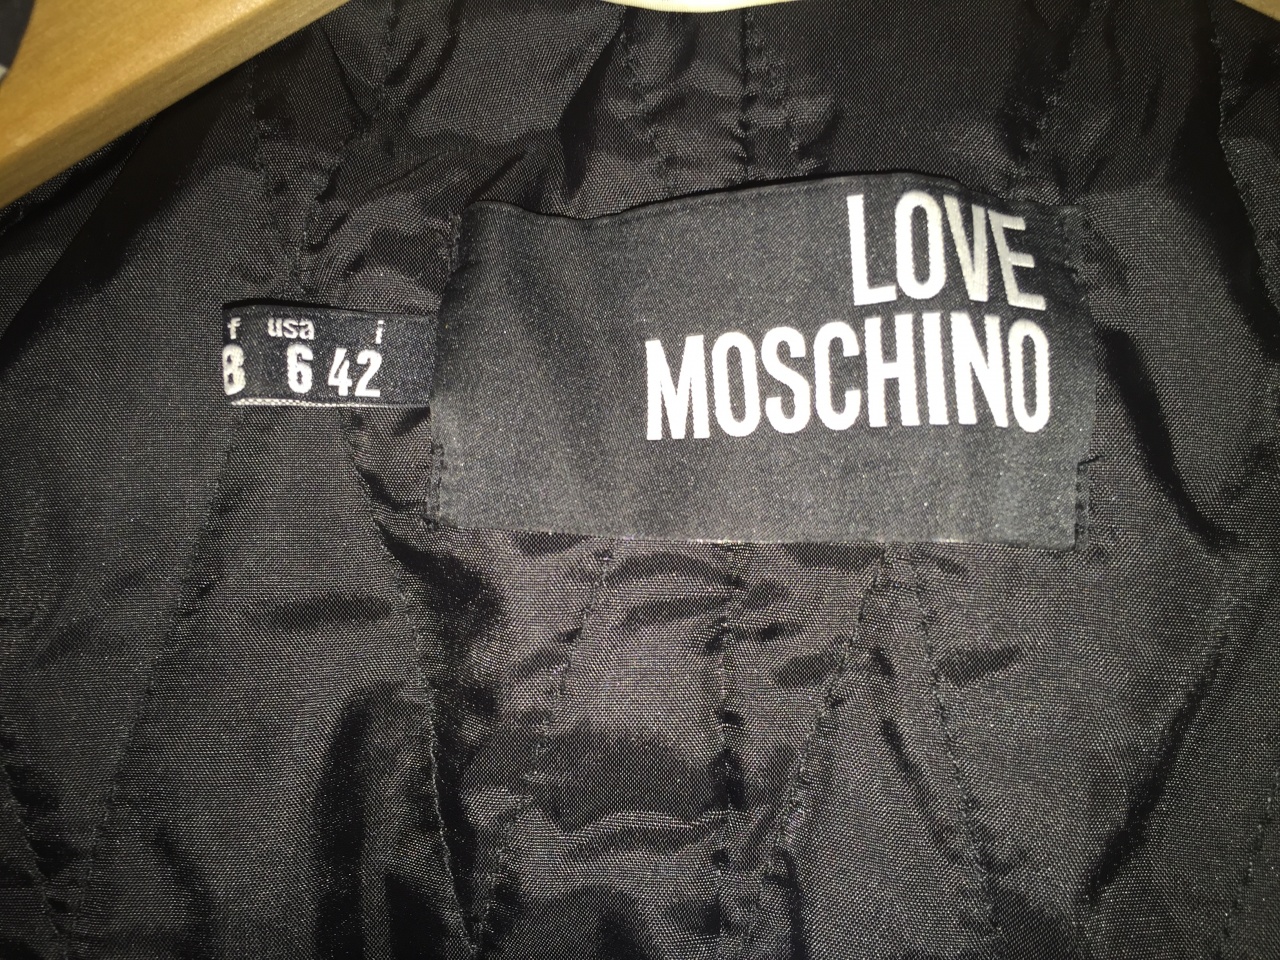 f usa i
8 6 42
LOVE
MOSCHINO